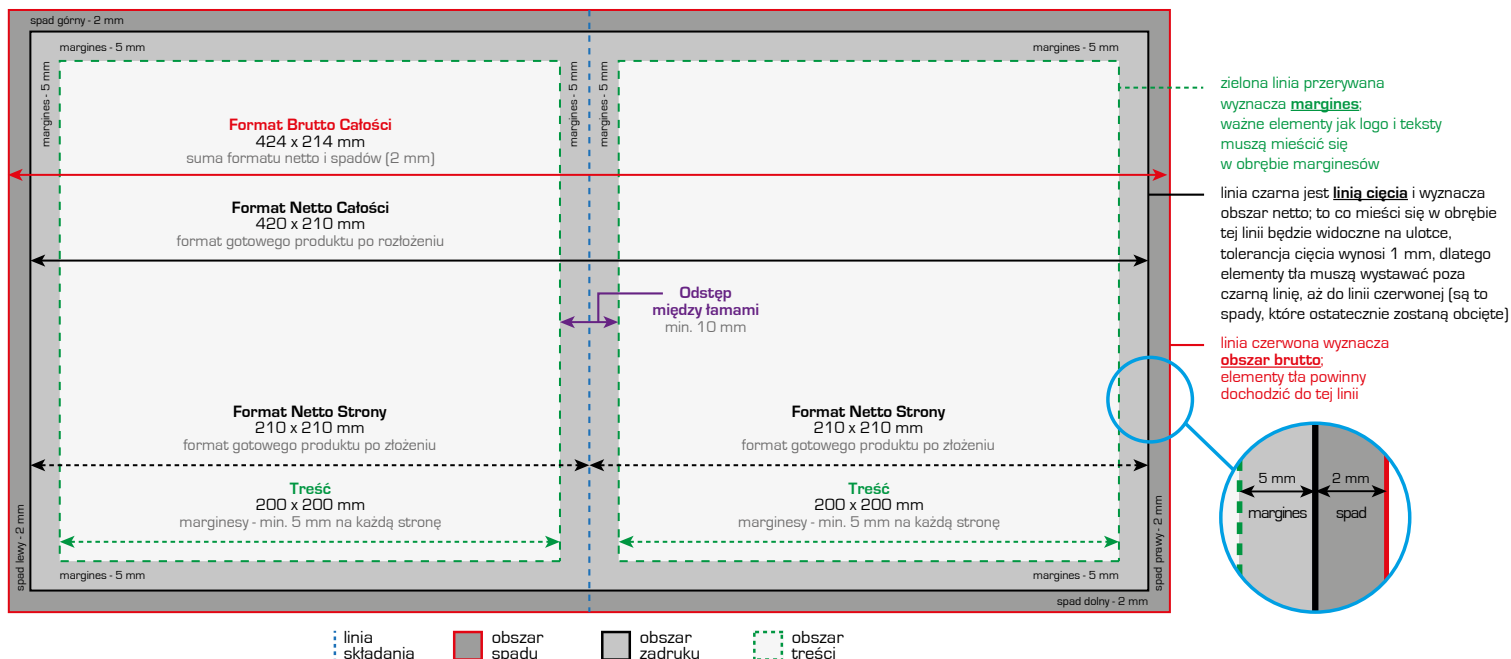 spad górny - 2 mm
margines - 5 mm
margines - 5 mm
margines - 5 mm
margines - 5 mm
margines - 5 mm
margines - 5 mm
Format Brutto Całości
424 x 214 mm
suma formatu netto i spadów (2 mm)
Format Netto Całości
420 x 210 mm
format gotowego produktu po rozłożeniu
Odstęp
między łamami
min. 10 mm
Format Netto Strony
210 x 210 mm
format gotowego produktu po złożeniu
Format Netto Strony
210 x 210 mm
format gotowego produktu po złożeniu
Treść
200 x 200 mm
marginesy - min. 5 mm na każdą stronę
Treść
200 x 200 mm
marginesy - min. 5 mm na każdą stronę
spad lewy - 2 mm
spad prawy - 2 mm
margines - 5 mm
margines - 5 mm
spad dolny - 2 mm
zielona linia przerywana
wyznacza margines;
ważne elementy jak logo i teksty
muszą mieścić się
w obrębie marginesów
linia czarna jest linią cięcia i wyznacza
obszar netto; to co mieści się w obrębie
tej linii będzie widoczne na ulotce,
tolerancja cięcia wynosi 1 mm, dlatego
elementy tła muszą wystawać poza
czarną linię, aż do linii czerwonej (są to
spady, które ostatecznie zostaną obcięte)
linia czerwona wyznacza
obszar brutto;
elementy tła powinny
dochodzić do tej linii
5 mm
margines
2 mm
spad
linia
składania
obszar
spadu
obszar
zadruku
obszar
treści